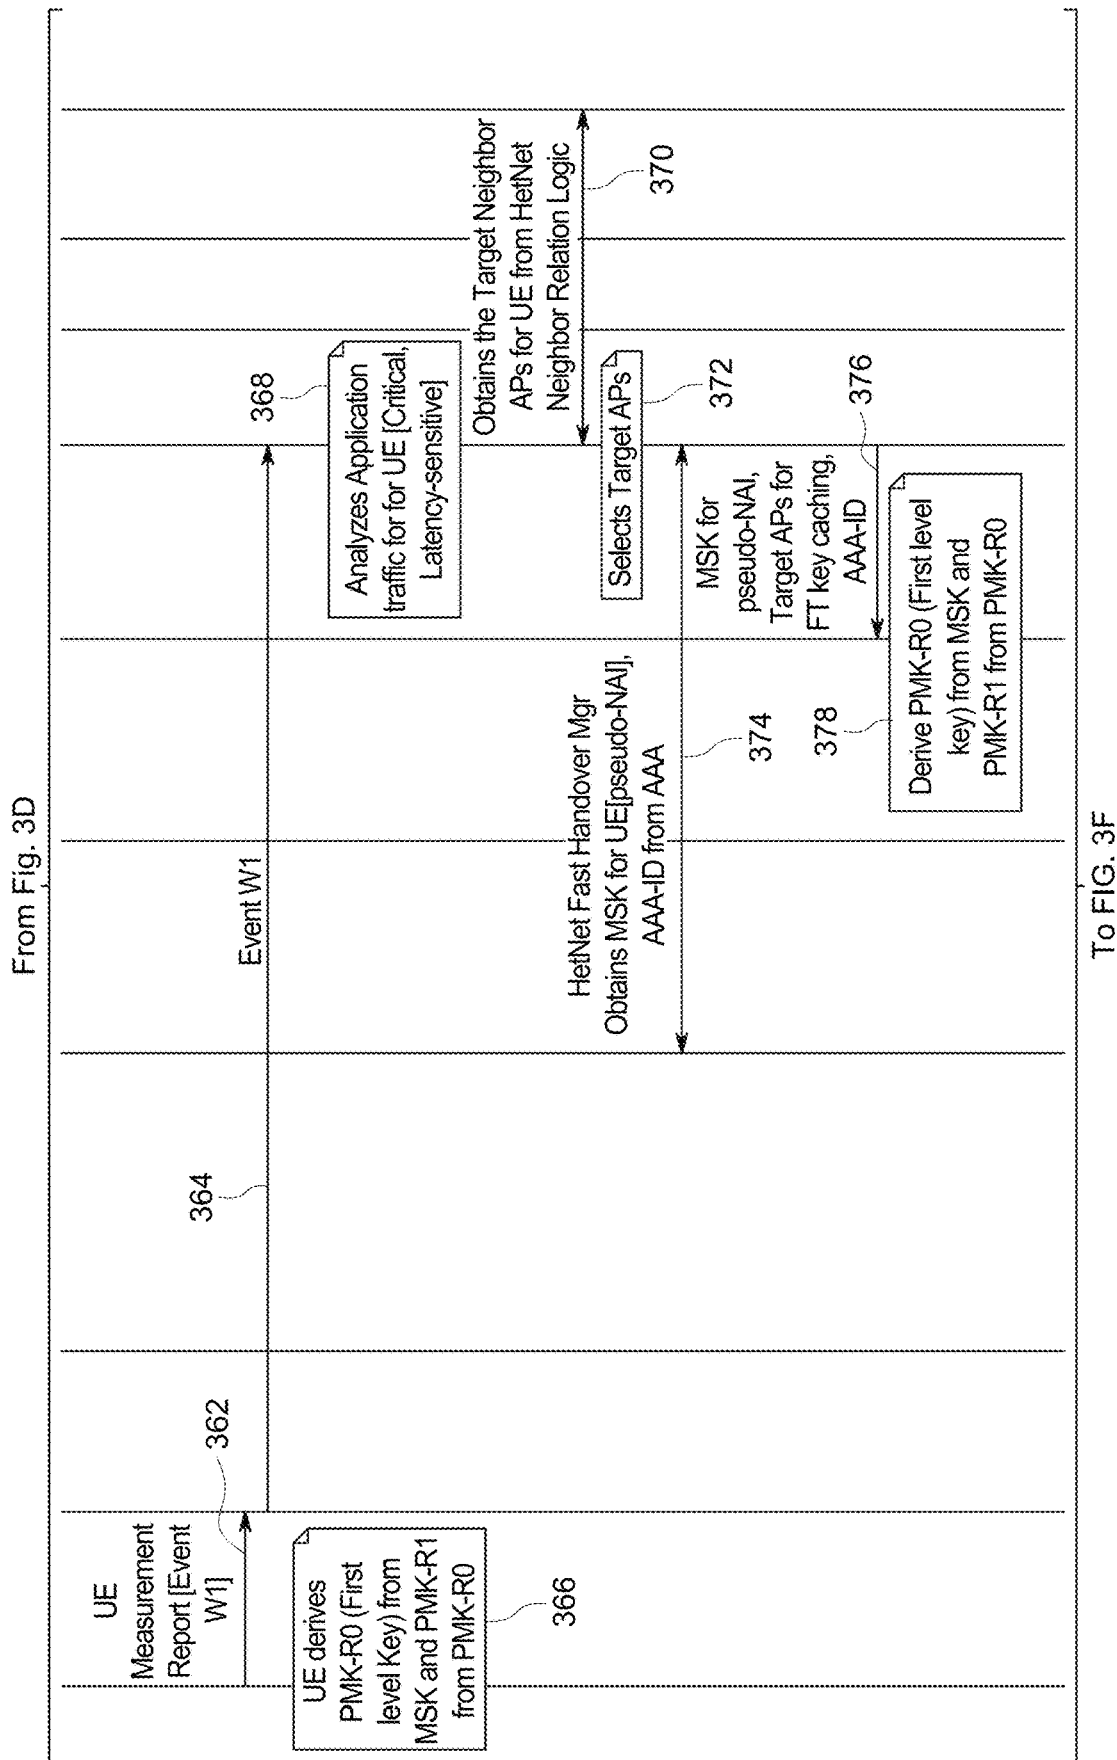 From Fig. 3D
UE
Measurement
Report [Event
W1]
362
364
Event W1
UE derives
PMK-R0 (First
level Key) from
MSK and PMK-R1
from PMK-R0
366
368
Analyzes Application
traffic for for UE [Critical,
Latency-sensitive]
Obtains the Target Neighbor
APs for UE from HetNet
Neighbor Relation Logic
370
Selects Target APs
372
HetNet Fast Handover Mgr
Obtains MSK for UE[pseudo-NAI],
AAA-ID from AAA
374
MSK for
pseudo-NAI,
Target APs for
FT key caching,
AAA-ID
376
378
Derive PMK-R0 (First level
key) from MSK and
PMK-R1 from PMK-R0
To FIG. 3F